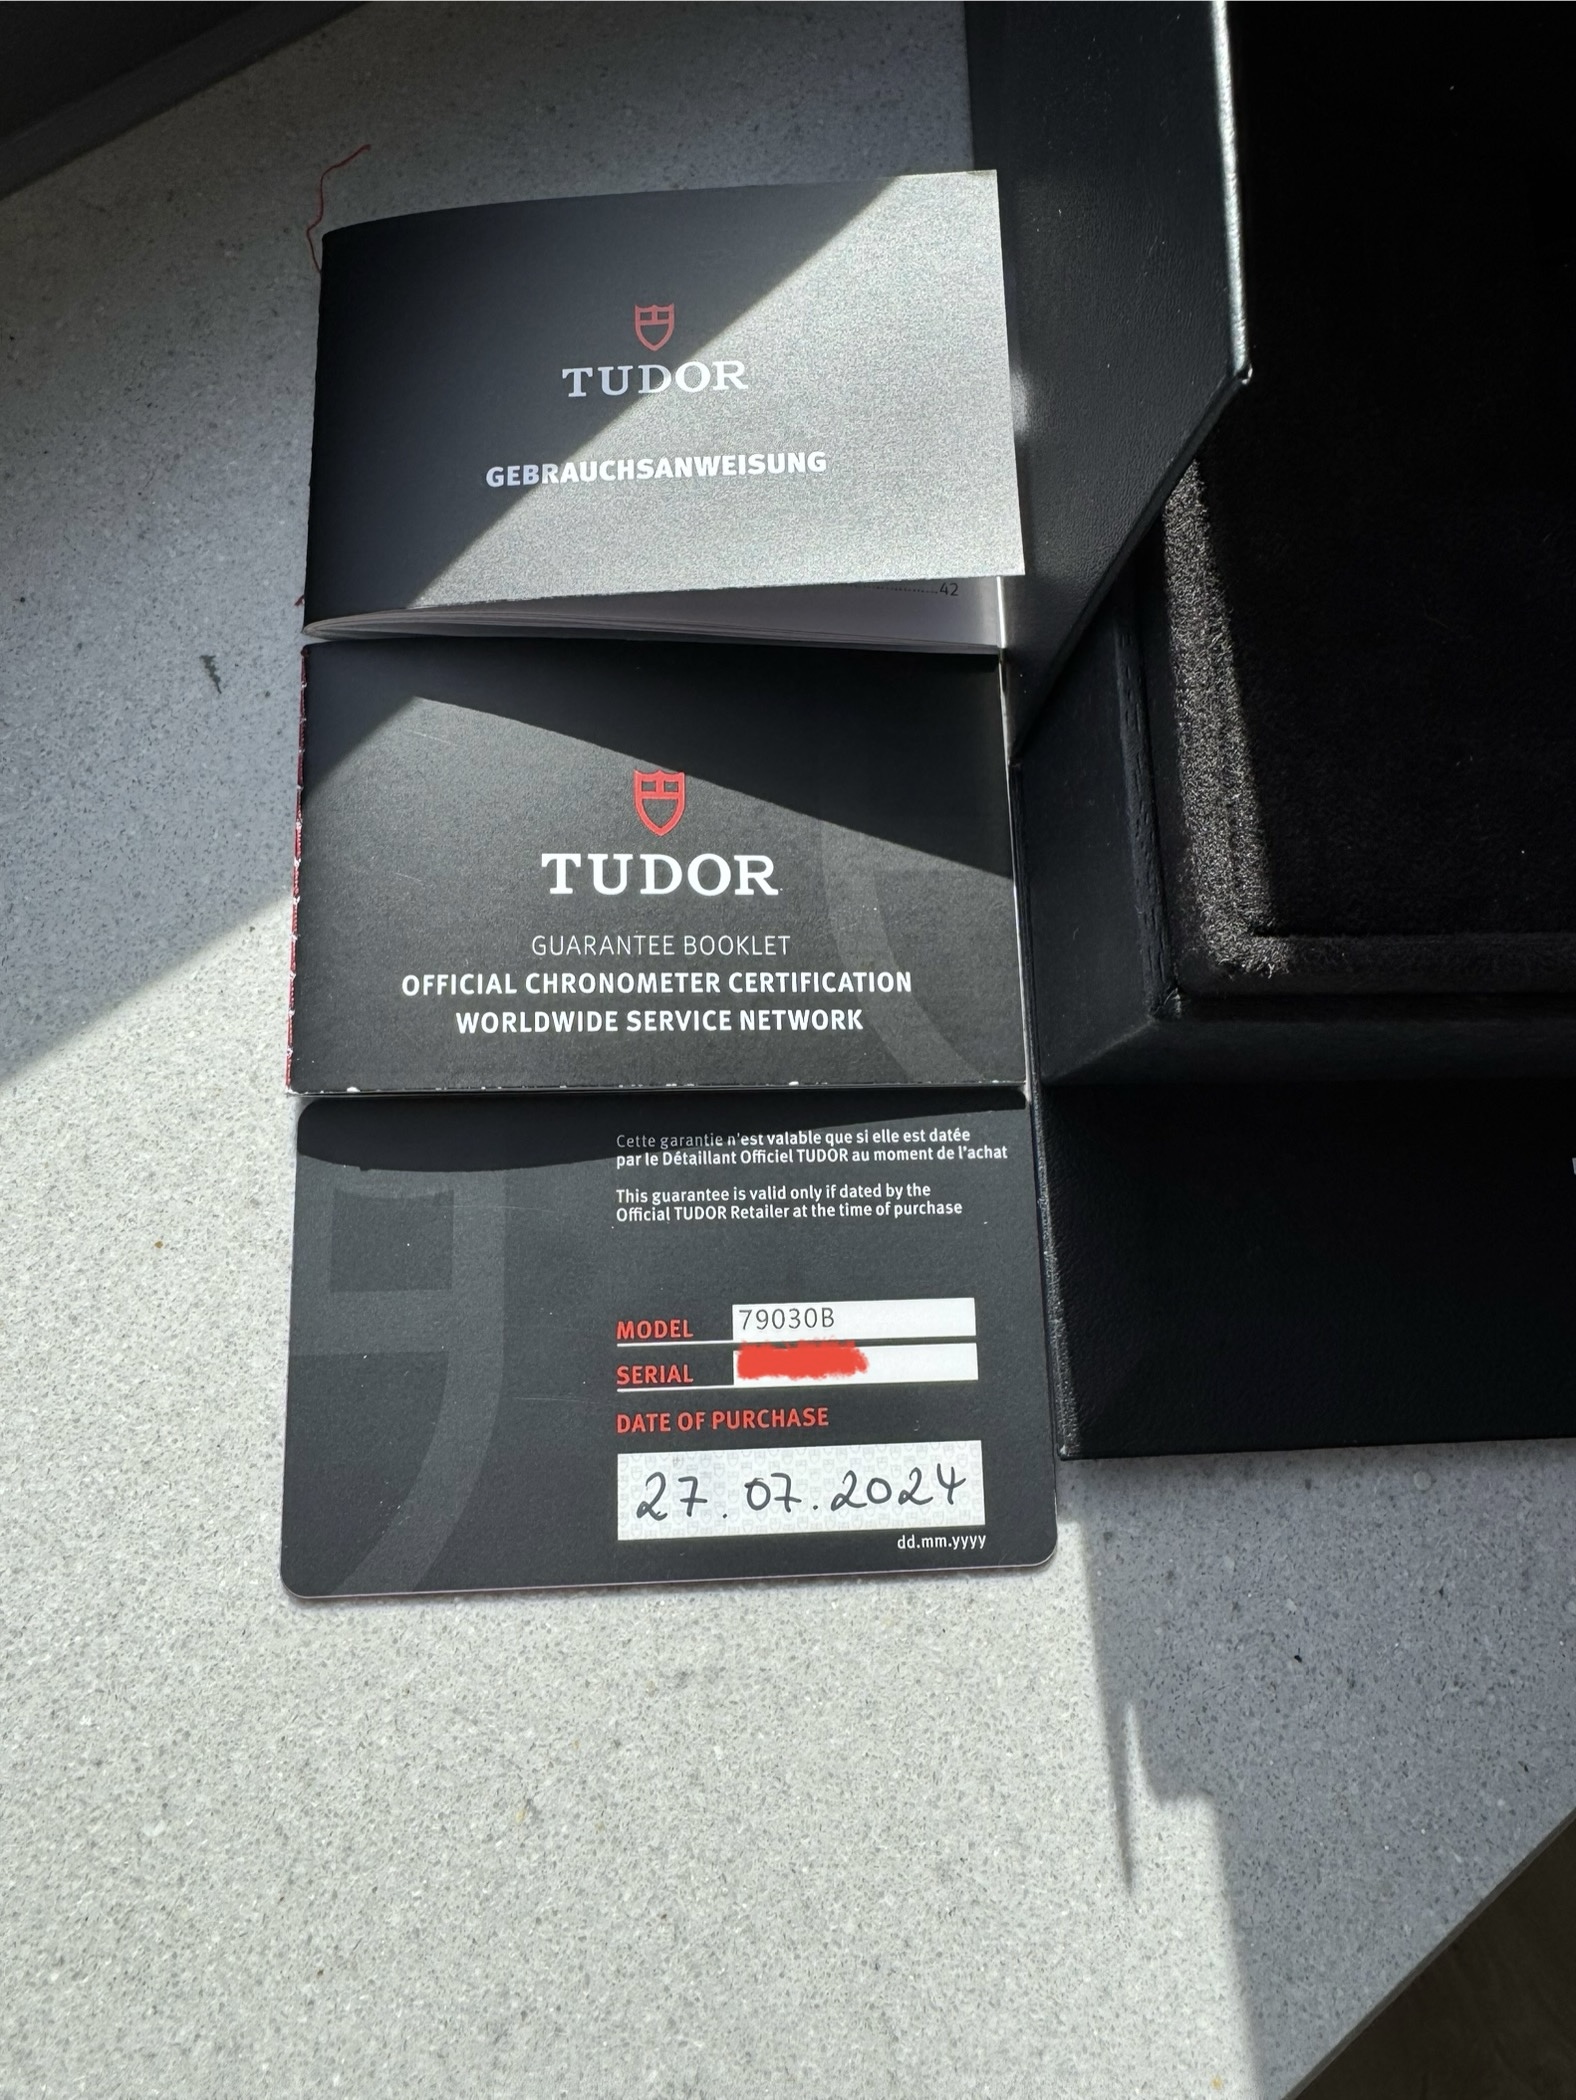 TUDOR
GEBRAUCHSANWEISUNG
42
TUDOR
GUARANTEE BOOKLET
OFFICIAL CHRONOMETER CERTIFICATION
WORLDWIDE SERVICE NETWORK
Cette garantie n'est valable que si elle est datée
par le Détaillant Officiel TUDOR au moment de l'achat
This guarantee is valid only if dated by the
Official TUDOR Retailer at the time of purchase
MODEL 79030B
SERIAL
DATE OF PURCHASE
27.07.2024
dd.mm.yyyy